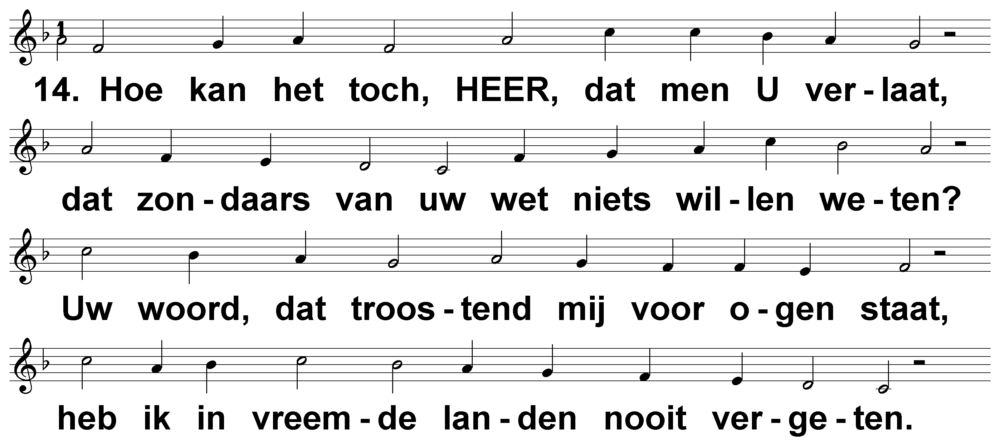 1
14. Hoe kan het toch, HEER, dat men U ver-laat,
dat zon-daars van uw wet niets wil-len we-ten?
Uw woord, dat troos-tend mij voor o-gen staat,
heb ik in vreem-de lan-den nooit ver-ge-ten.